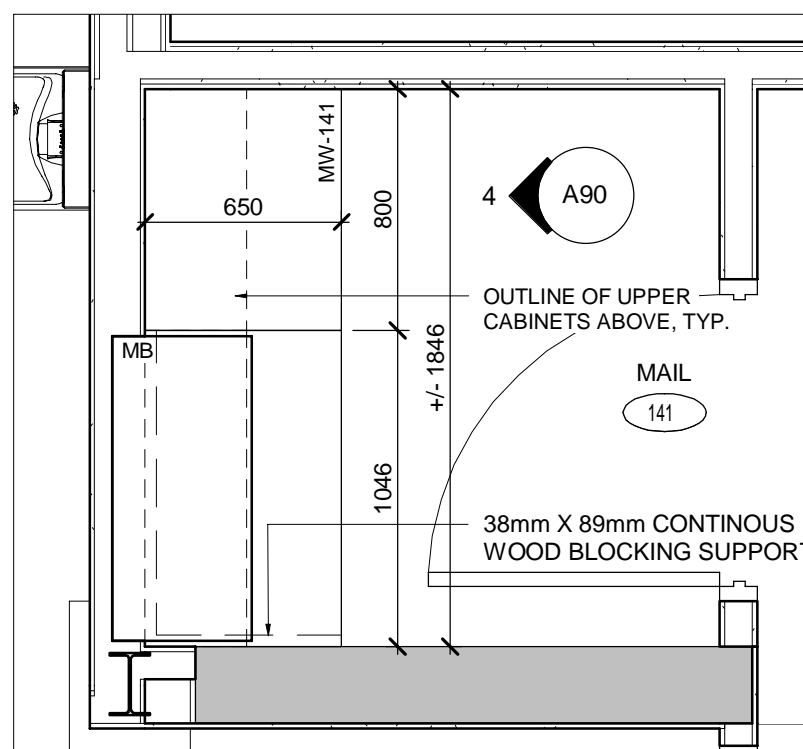 MW-141
650
800
4
A90
OUTLINE OF UPPER
CABINETS ABOVE, TYP.
MB
+/- 1846
MAIL
141
1046
38mm X 89mm CONTINOUS
WOOD BLOCKING SUPPORT